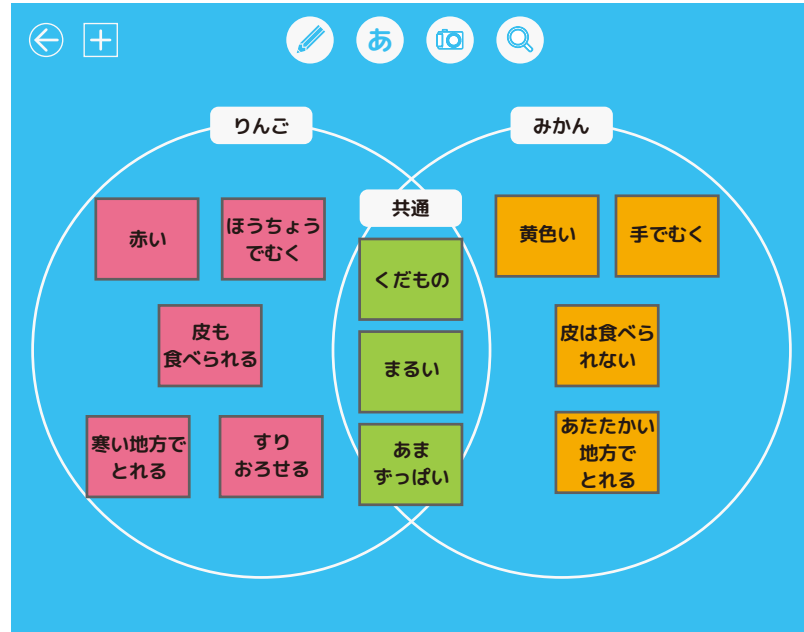 あ
りんご
みかん
共通
赤い
ほうちょう
でむく
皮も
食べられる
寒い地方で
とれる
すり
おろせる
くだもの
まるい
あま
ずっぱい
黄色い
手でむく
皮は食べら
れない
あたたかい
地方で
とれる